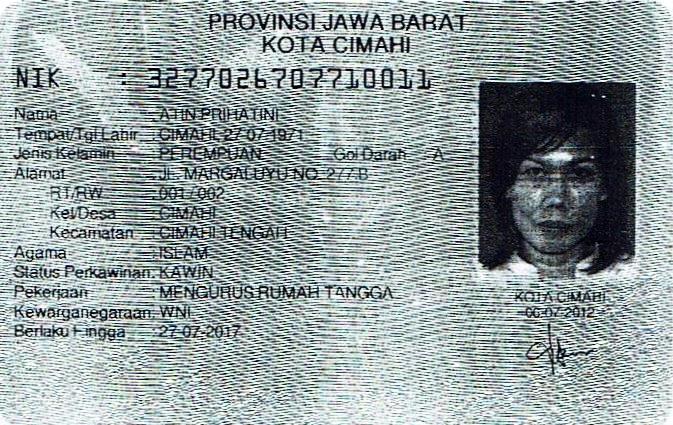 PROVINSI JAWA BARAT
KOTA CIMAHI
NIK : 3277026707710011
Nama : ATIN PRIHATINI
Tempat/Tgl Lahir : CIMAHI, 27-07-1971
Jenis Kelamin : PEREMPUAN Gol Darah : A
Alamat : JL. MARGALUYU NO. 277 B
RT/RW : 001 / 002
Kel/Desa : CIMAHI
Kecamatan : CIMAHI TENGAH
Agama : ISLAM
Status Perkawinan: KAWIN
Pekerjaan : MENGURUS RUMAH TANGGA
Kewarganegaraan: WNI
Berlaku Hingga : 27-07-2017
KOTA CIMAHI
06-07-2012